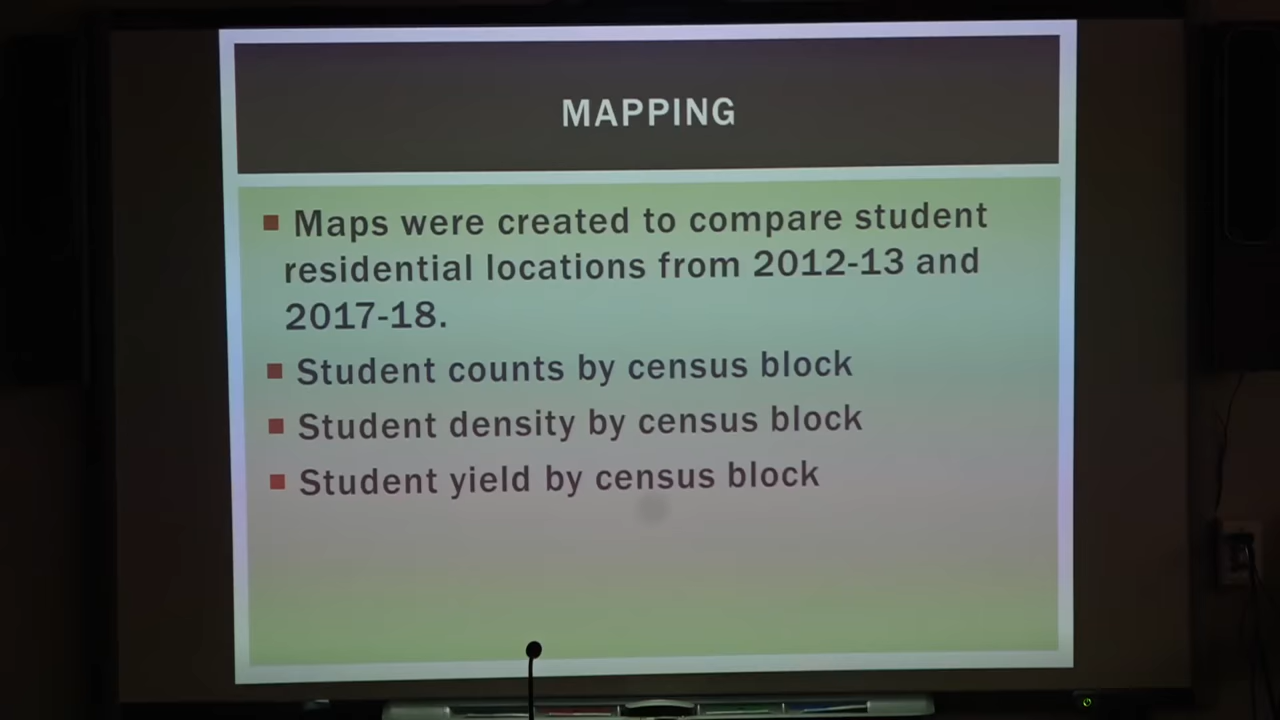 MAPPING
Maps were created to compare student
residential locations from 2012-13 and
2017-18.
Student counts by census block
Student density by census block
Student yield by census block